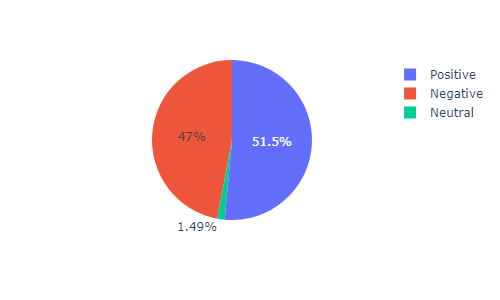 Positive
Negative
Neutral
47%
51.5%
1.49%